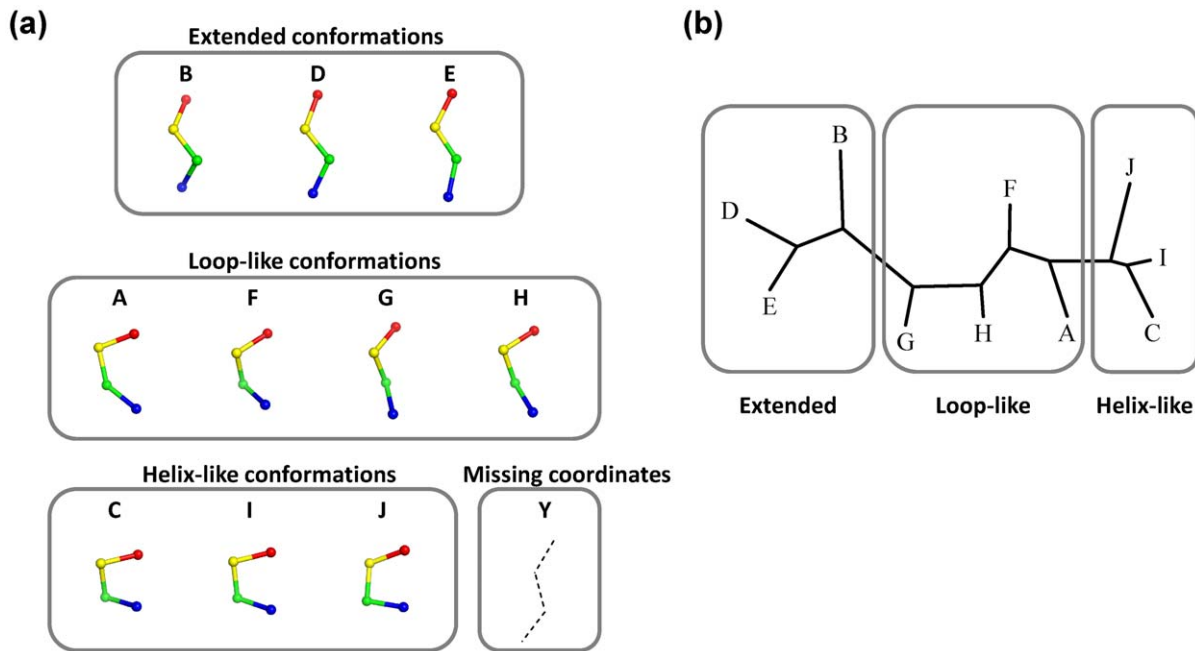 (a)
Extended conformations
B D E
Loop-like conformations
A F G H
Helix-like conformations
C I J
Missing coordinates
Y
(b)
B
D
E
F
G
H
A
J
I
C
Extended Loop-like Helix-like